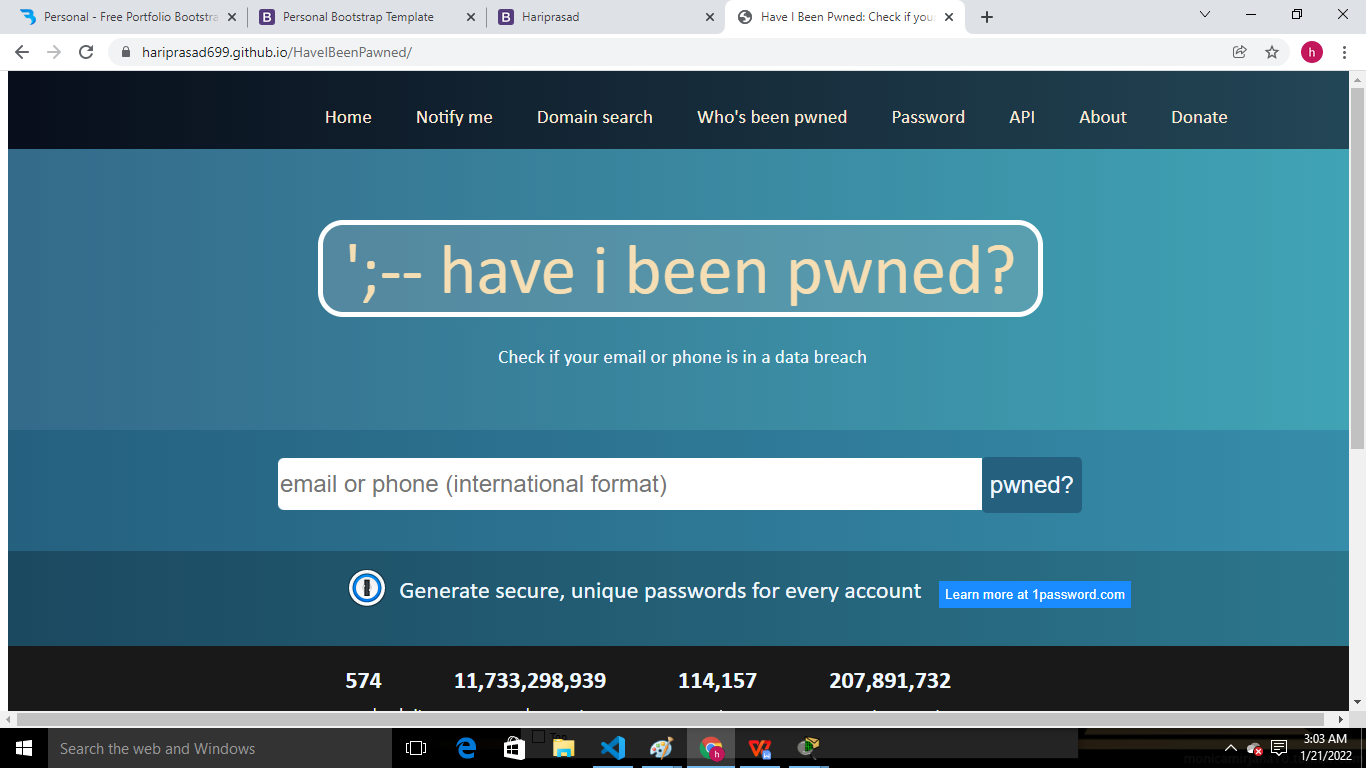 Personal - Free Portfolio Bootstra
Personal Bootstrap Template
Hariprasad
Have I Been Pwned: Check if your
hariprasad699.github.io/HaveIBeenPawned/
h
Home
Notify me
Domain search
Who's been pwned
Password
API
About
Donate
';-- have i been pwned?
Check if your email or phone is in a data breach
email or phone (international format)
pwned?
Generate secure, unique passwords for every account
Learn more at 1password.com
574
11,733,298,939
114,157
207,891,732
Search the web and Windows
3:03 AM
1/21/2022